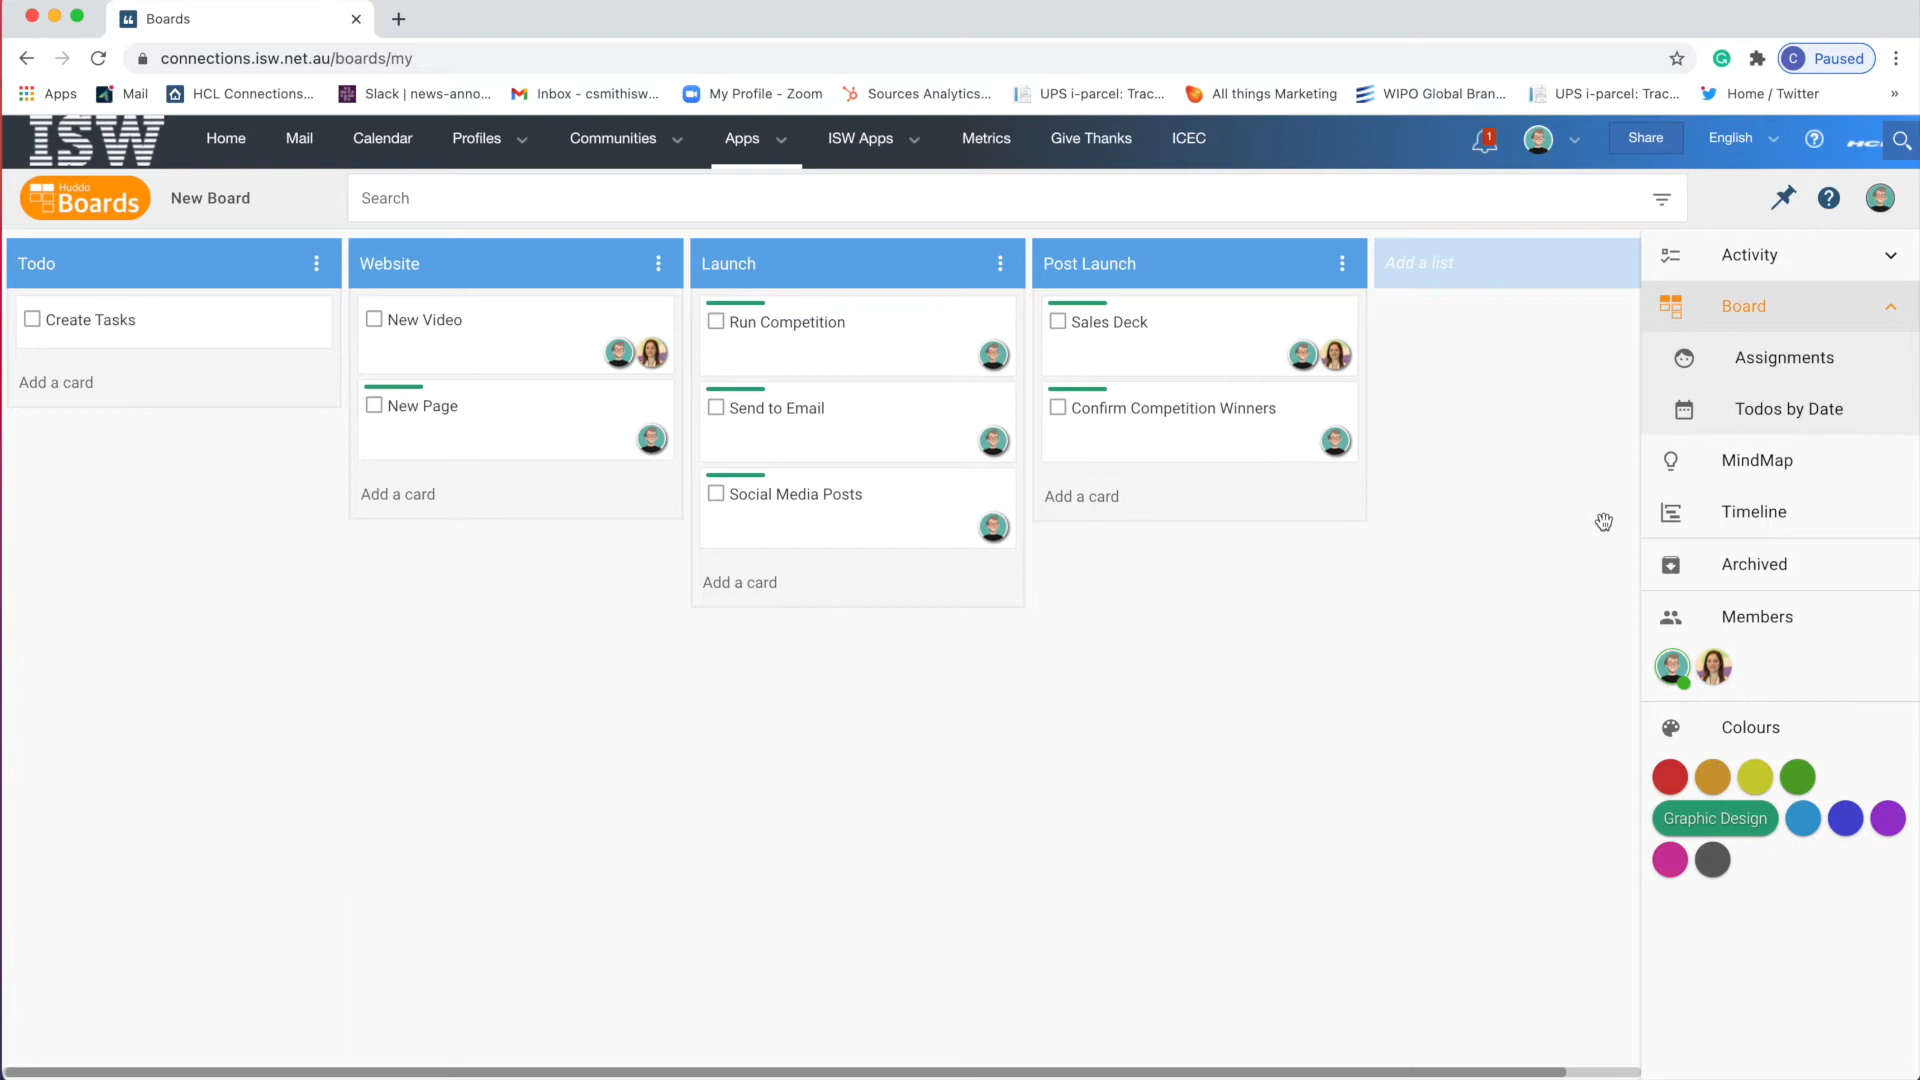 Boards
connections.isw.net.au/boards/my
C Paused
Apps Mail HCL Connections... Slack | news-anno... Inbox - csmithisw... My Profile - Zoom Sources Analytics... UPS i-parcel: Trac... All things Marketing WIPO Global Bran... UPS i-parcel: Trac... Home / Twitter »
ISW Home Mail Calendar Profiles Communities Apps ISW Apps Metrics Give Thanks ICEC 1 Share English ? HCL
Huddo
Boards
New Board
Search
?
Todo
Create Tasks
Add a card
Website
New Video
New Page
Add a card
Launch
Run Competition
Send to Email
Social Media Posts
Add a card
Post Launch
Sales Deck
Confirm Competition Winners
Add a card
Add a list
Activity
Board
Assignments
Todos by Date
MindMap
Timeline
Archived
Members
Colours
Graphic Design